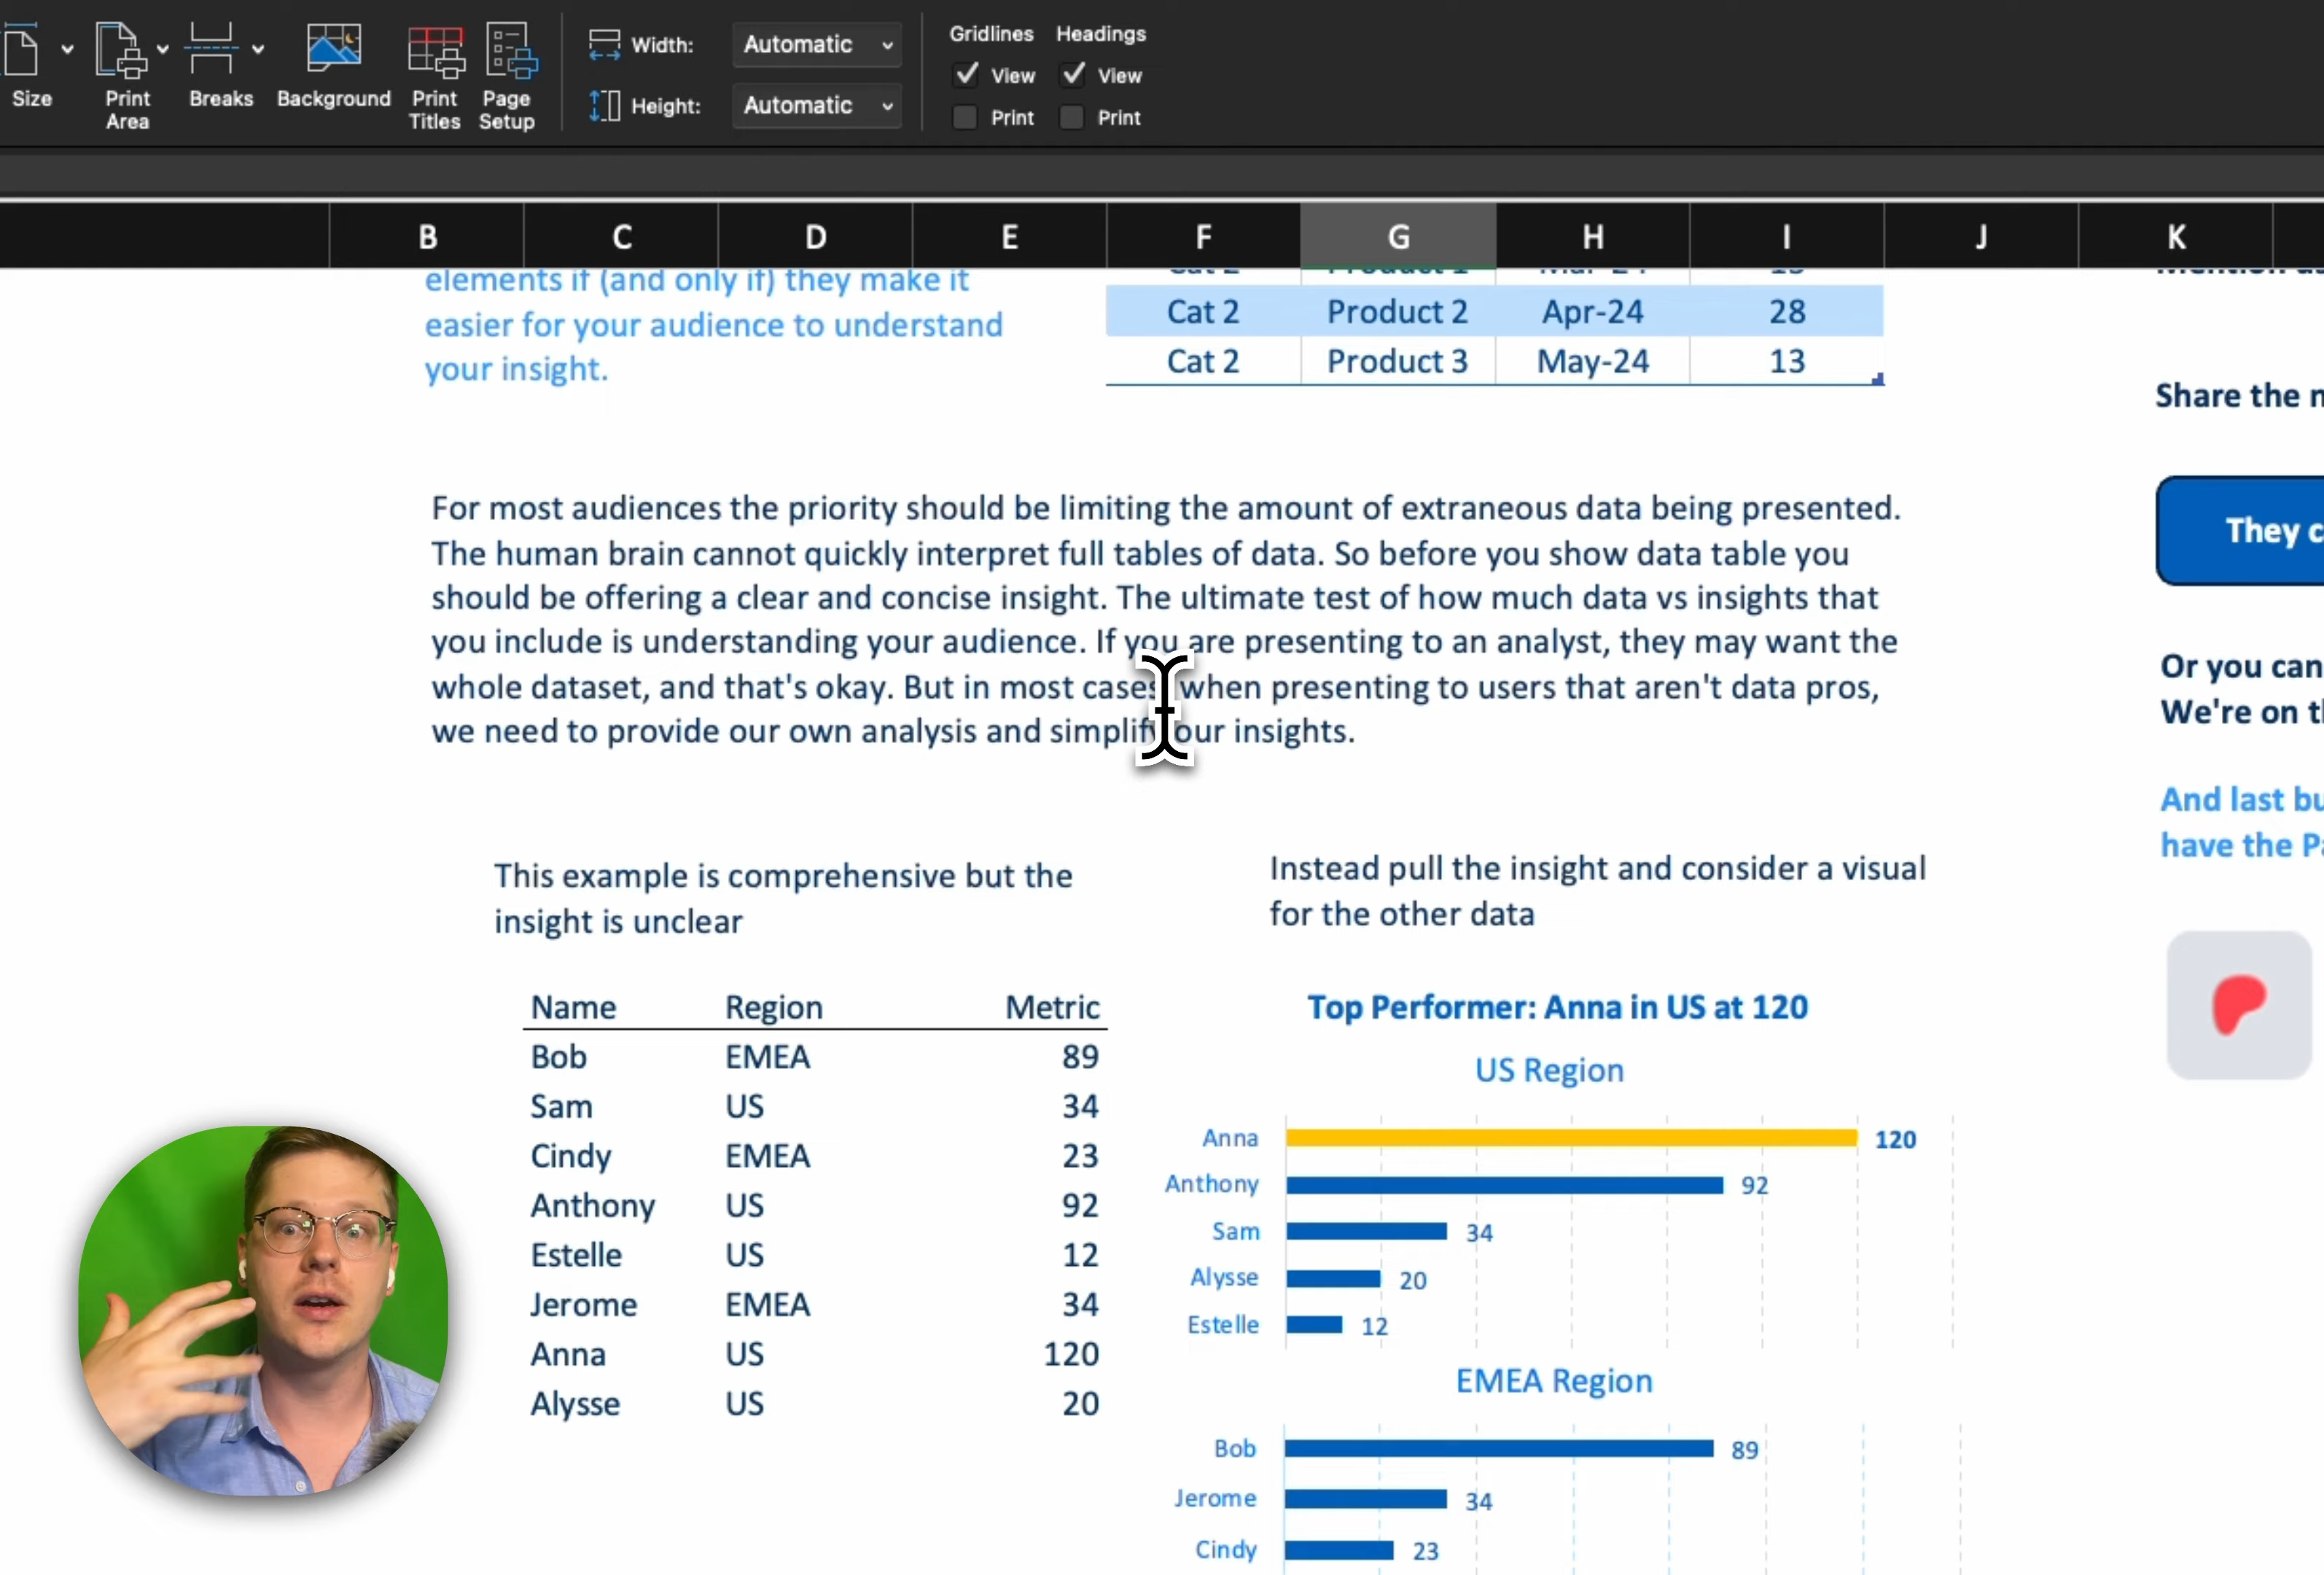 Size
Print Area
Breaks
Background
Print Titles
Page Setup
Width: Automatic
Height: Automatic
Gridlines
View
Print
Headings
View
Print
B C D E F G H I J K
elements if (and only if) they make it
easier for your audience to understand
your insight.
Cat 2 Product 2 Apr-24 28
Cat 2 Product 3 May-24 13
Share the
For most audiences the priority should be limiting the amount of extraneous data being presented.
The human brain cannot quickly interpret full tables of data. So before you show data table you
should be offering a clear and concise insight. The ultimate test of how much data vs insights that
you include is understanding your audience. If you are presenting to an analyst, they may want the
whole dataset, and that's okay. But in most cases when presenting to users that aren't data pros,
we need to provide our own analysis and simplify our insights.
They
Or you can
We're on
And last
have the
This example is comprehensive but the
insight is unclear
Name Region Metric
Bob EMEA 89
Sam US 34
Cindy EMEA 23
Anthony US 92
Estelle US 12
Jerome EMEA 34
Anna US 120
Alysse US 20
Instead pull the insight and consider a visual
for the other data
Top Performer: Anna in US at 120
US Region
Anna 120
Anthony 92
Sam 34
Alysse 20
Estelle 12
EMEA Region
Bob 89
Jerome 34
Cindy 23